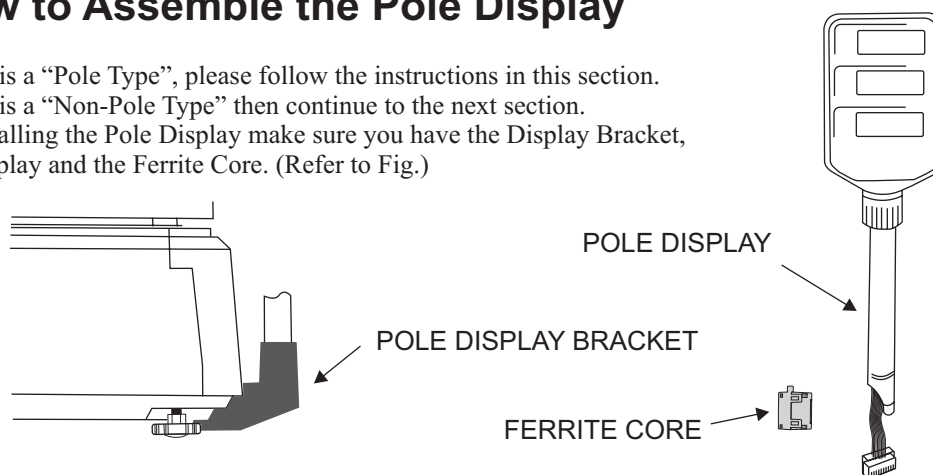 to Assemble the Pole Display
is a “Pole Type”, please follow the instructions in this section.
is a “Non-Pole Type” then continue to the next section.
alling the Pole Display make sure you have the Display Bracket,
play and the Ferrite Core. (Refer to Fig.)
POLE DISPLAY
POLE DISPLAY BRACKET
FERRITE CORE